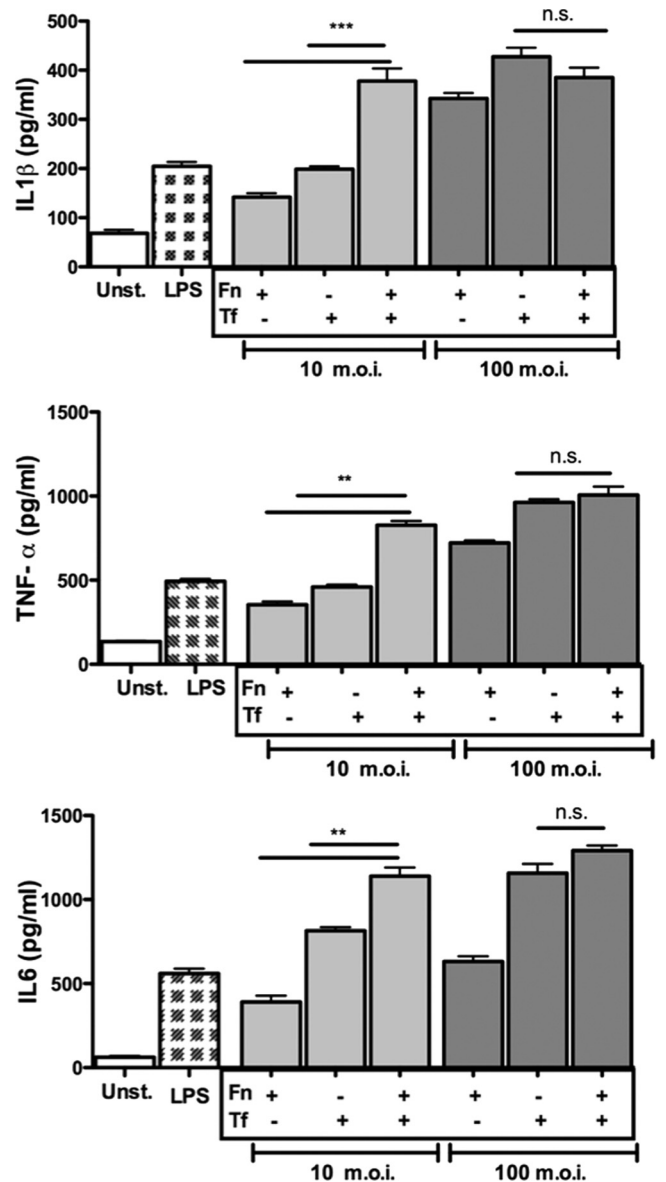 500
400
300
200
100
0
IL1β (pg/ml)
***
n.s.
Unst. LPS
Fn + - + + - +
Tf - + + - + +
10 m.o.i. 100 m.o.i.
1500
1000
500
0
TNF- α (pg/ml)
**
n.s.
Unst. LPS
Fn + - + + - +
Tf - + + - + +
10 m.o.i. 100 m.o.i.
1500
1000
500
0
IL6 (pg/ml)
**
n.s.
Unst. LPS
Fn + - + + - +
Tf - + + - + +
10 m.o.i. 100 m.o.i.